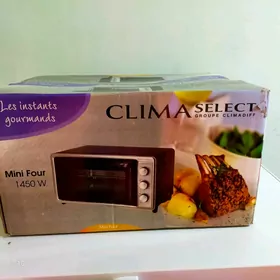 Les instants
gourmands
CLIMA SELECT
GROUPE CLIMADIFF
Mini Four
1450 W